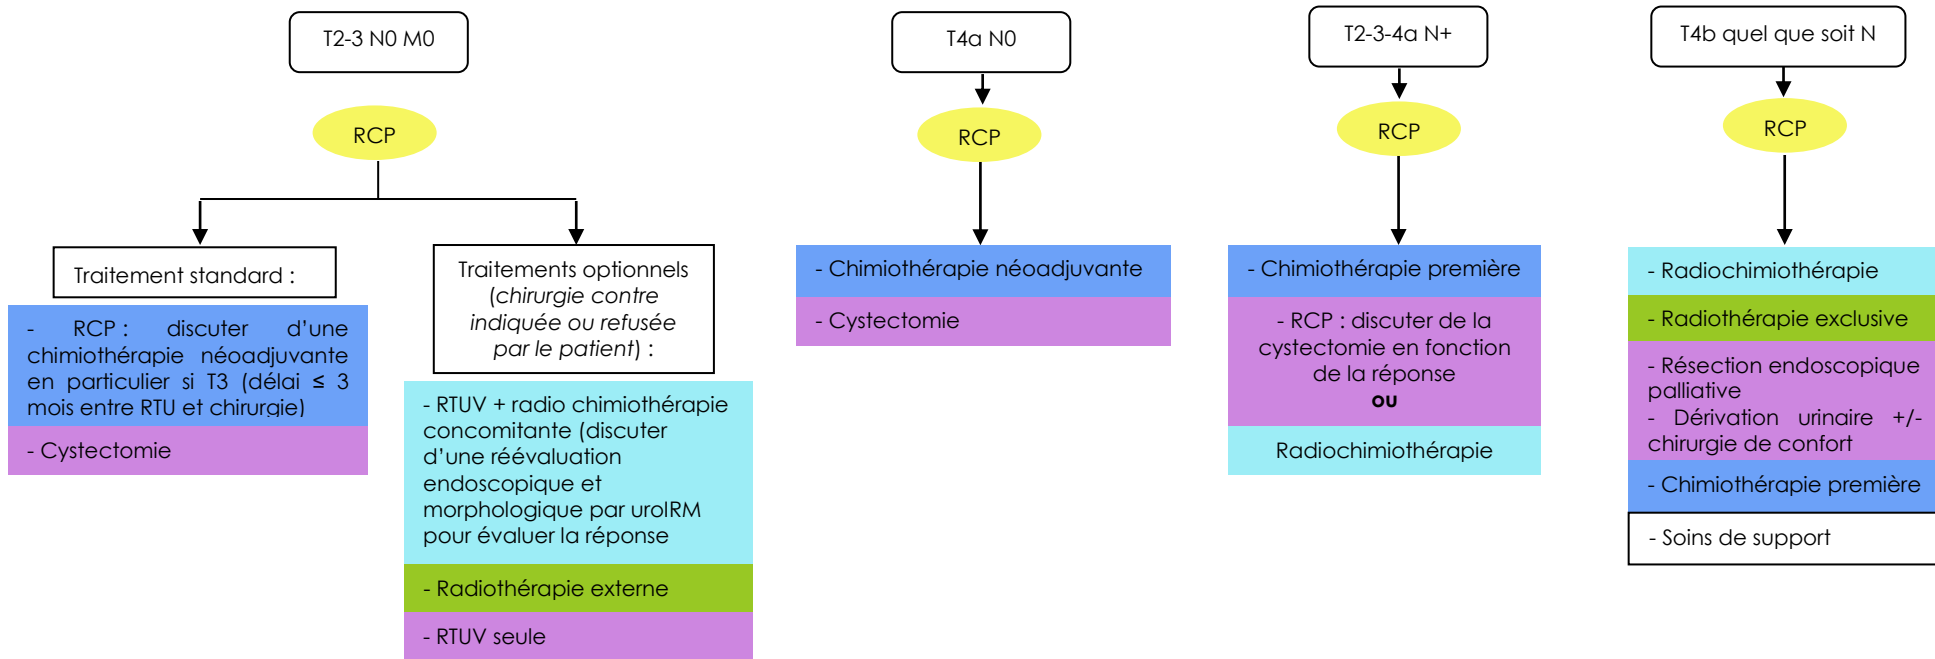 T2-3 N0 M0
RCP
Traitement standard :
- RCP : discuter d’une
chimiothérapie néoadjuvante
en particulier si T3 (délai ≤ 3
mois entre RTU et chirurgie)
- Cystectomie
Traitements optionnels
(chirurgie contre
indiquée ou refusée
par le patient) :
- RTUV + radio chimiothérapie
concomitante (discuter
d’une réévaluation
endoscopique et
morphologique par uroIRM
pour évaluer la réponse
- Radiothérapie externe
- RTUV seule
T4a N0
RCP
- Chimiothérapie néoadjuvante
- Cystectomie
T2-3-4a N+
RCP
- Chimiothérapie première
- RCP : discuter de la
cystectomie en fonction
de la réponse
ou
Radiochimiothérapie
T4b quel que soit N
RCP
- Radiochimiothérapie
- Radiothérapie exclusive
- Résection endoscopique
palliative
- Dérivation urinaire +/-
chirurgie de confort
- Chimiothérapie première
- Soins de support